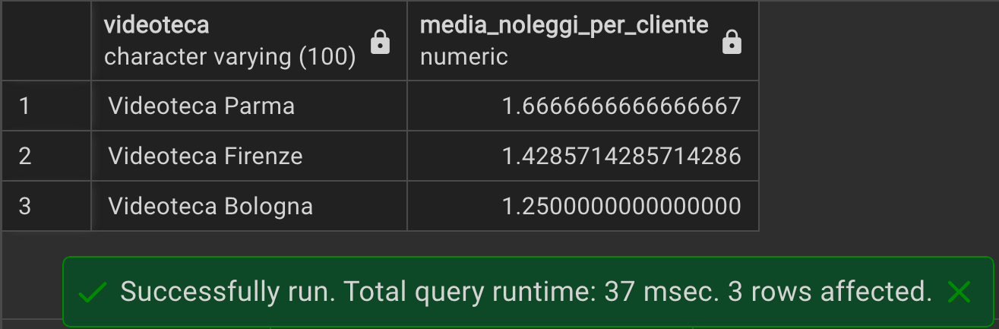 videoteca
character varying (100)
media_noleggi_per_cliente
numeric
1 Videoteca Parma 1.6666666666666667
2 Videoteca Firenze 1.4285714285714286
3 Videoteca Bologna 1.2500000000000000
Successfully run. Total query runtime: 37 msec. 3 rows affected.